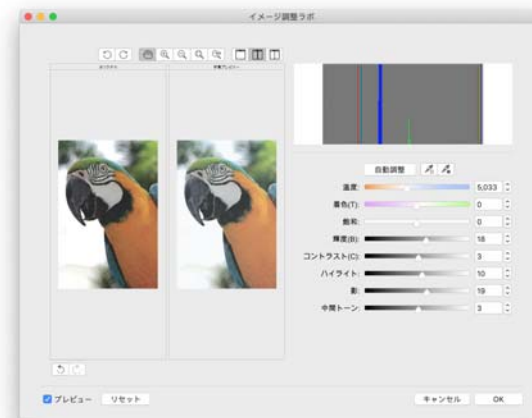 イメージ調整ラボ
自動調整
温度:
5,033
着色(T):
0
飽和:
0
輝度(B):
18
コントラスト(C):
3
ハイライト:
10
影:
19
中間トーン:
3
プレビュー
リセット
キャンセル
OK